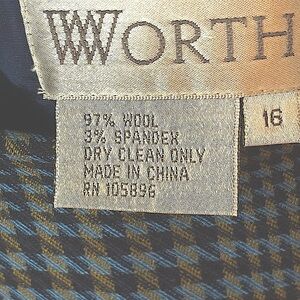 WORTH
16
97% WOOL
3% SPANDEX
DRY CLEAN ONLY
MADE IN CHINA
RN 105896